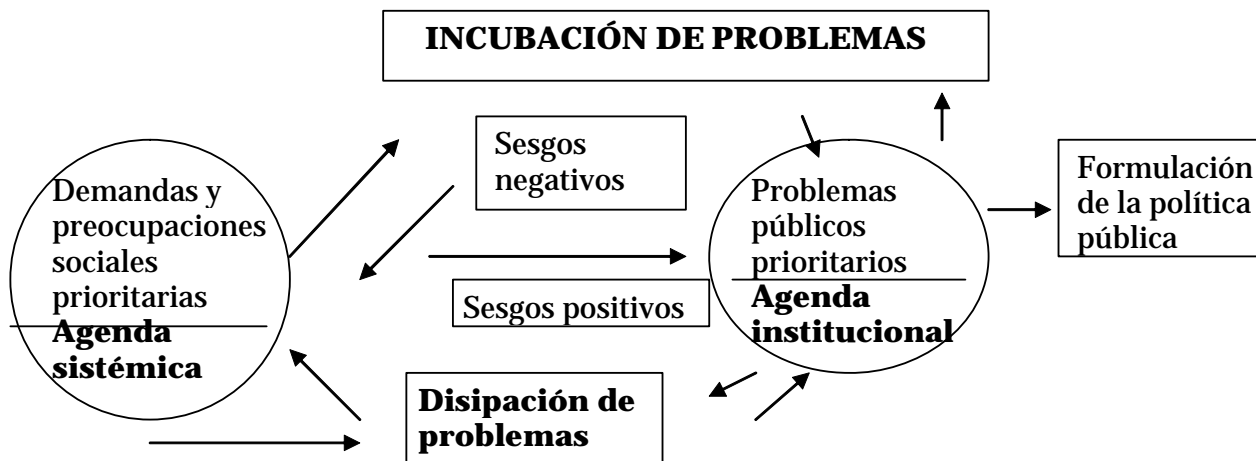 INCUBACIÓN DE PROBLEMAS
Sesgos
negativos
Demandas y
preocupaciones
sociales
prioritarias
Agenda
sistémica
Problemas
públicos
prioritarios
Agenda
institucional
Formulación
de la política
pública
Sesgos positivos
Disipación de
problemas